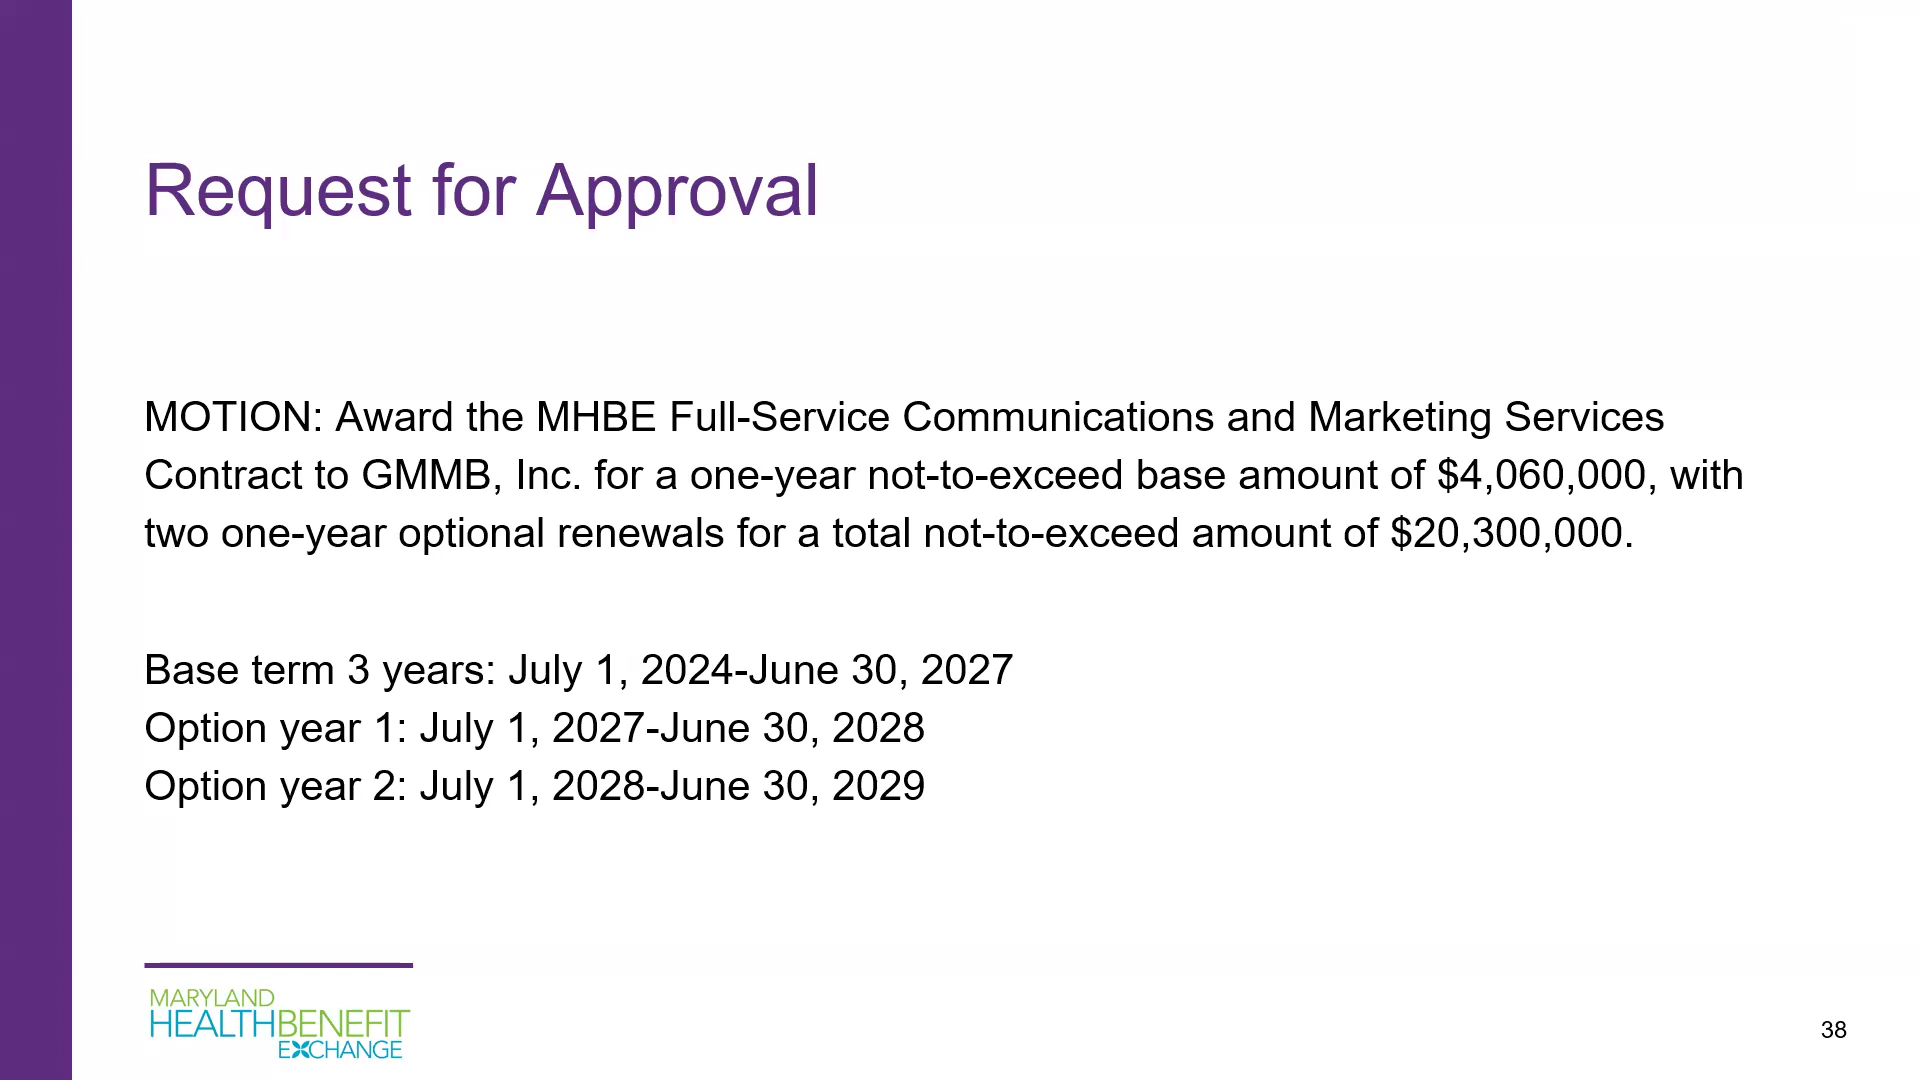 Request for Approval
MOTION: Award the MHBE Full-Service Communications and Marketing Services
Contract to GMMB, Inc. for a one-year not-to-exceed base amount of $4,060,000, with
two one-year optional renewals for a total not-to-exceed amount of $20,300,000.
Base term 3 years: July 1, 2024-June 30, 2027
Option year 1: July 1, 2027-June 30, 2028
Option year 2: July 1, 2028-June 30, 2029
MARYLAND
HEALTHBENEFIT
EXCHANGE
38